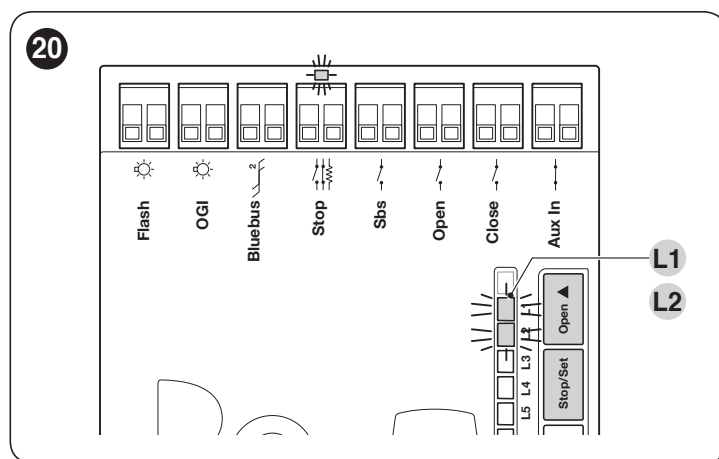 20
Flash
OGI
Bluebus
2
Stop
Sbs
Open
Close
Aux In
L1
L2
L1
L2
L3
L4
L5
Open ▲
Stop/Set